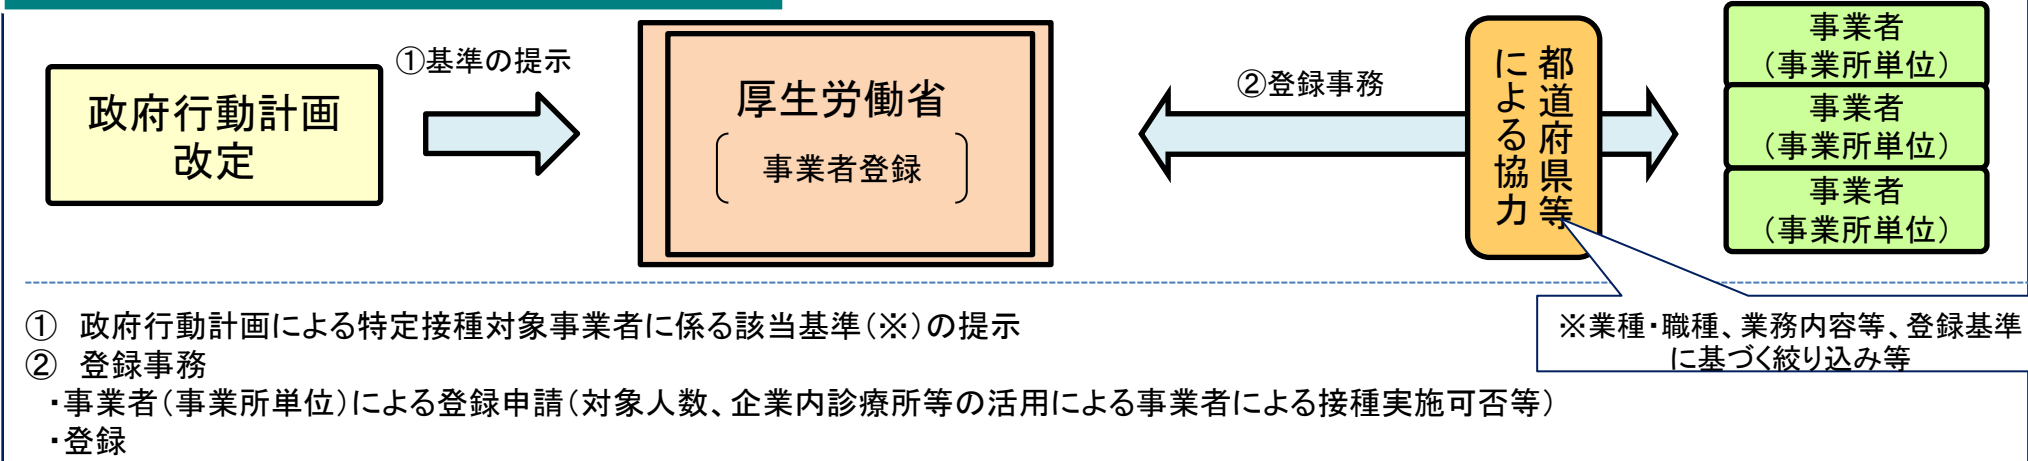 政府行動計画
改定
①基準の提示
厚生労働省
事業者登録
②登録事務
都道府県等
による協力
事業者
（事業所単位）
事業者
（事業所単位）
事業者
（事業所単位）
※業種・職種、業務内容等、登録基準
に基づく絞り込み等
①　政府行動計画による特定接種対象事業者に係る該当基準（※）の提示
②　登録事務
・事業者（事業所単位）による登録申請（対象人数、企業内診療所等の活用による事業者による接種実施可否等）
・登録